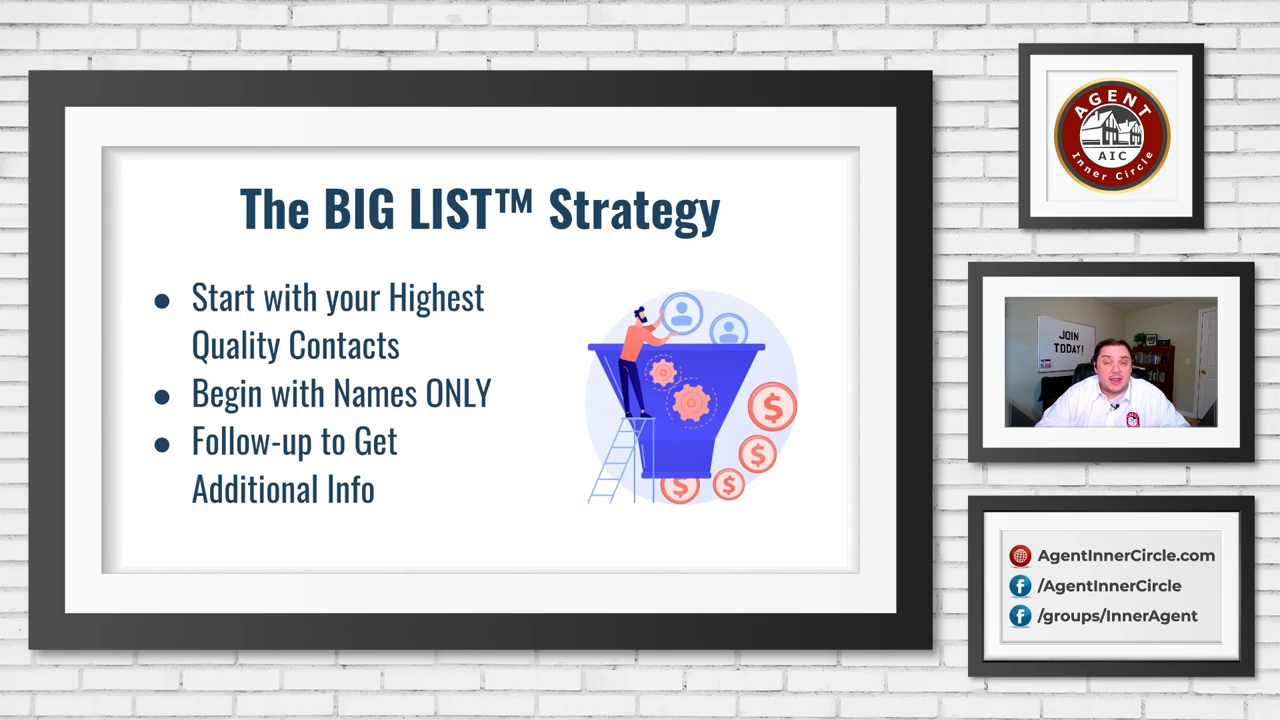 The BIG LIST™ Strategy
● Start with your Highest
Quality Contacts
● Begin with Names ONLY
● Follow-up to Get
Additional Info
$
$
$
$
AGENT
AIC
Inner Circle
JOIN
TODAY!
AgentInnerCircle.com
f /AgentInnerCircle
f /groups/InnerAgent